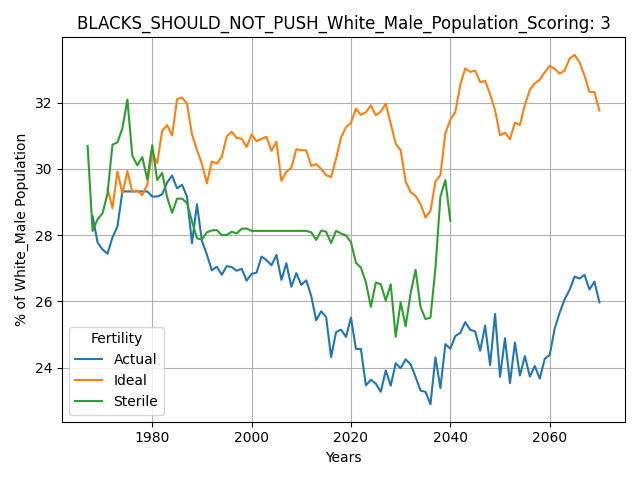 BLACKS_SHOULD_NOT_PUSH_White_Male_Population_Scoring: 3
% of White_Male Population
32
30
28
26
24
Fertility
Actual
Ideal
Sterile
1980 2000 2020 2040 2060
Years